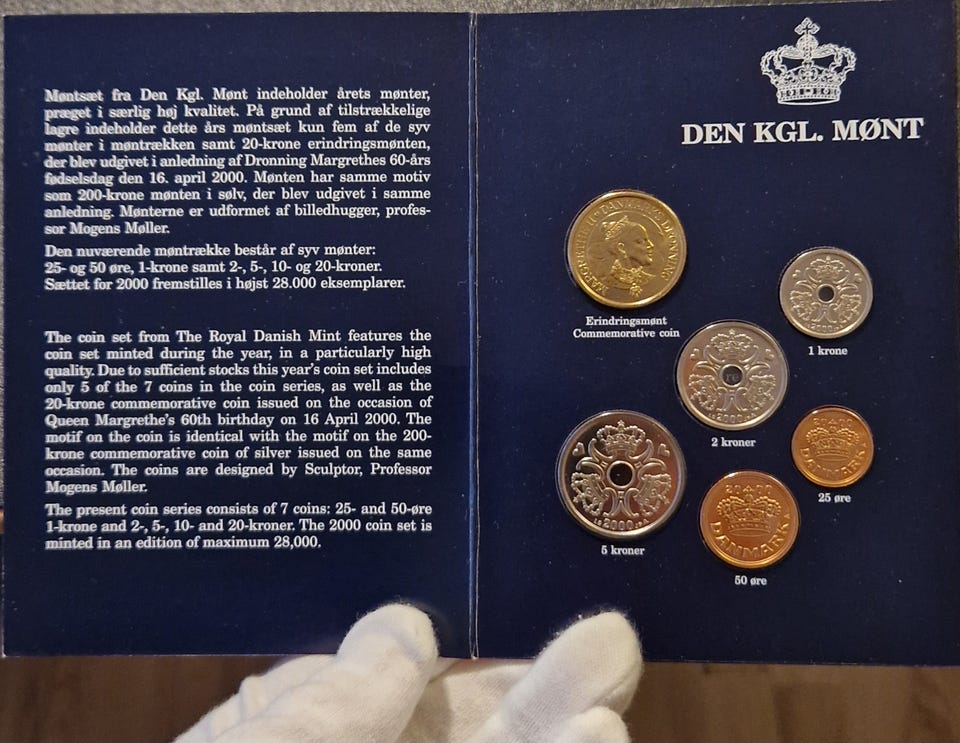 Møntsæt fra Den Kgl. Mønt indeholder årets mønter,
præget i særlig høj kvalitet. På grund af tilstrækkelige
lagre indeholder dette års møntsæt kun fem af de syv
mønter i møntrækken samt 20-krone erindringsmønten,
der blev udgivet i anledning af Dronning Margrethes 60-års
fødselsdag den 16. april 2000. Mønten har samme motiv
som 200-krone mønten i sølv, der blev udgivet i samme
anledning. Mønterne er udformet af billedhugger, profes-
sor Mogens Møller.
Den nuværende møntrække består af syv mønter:
25- og 50 øre, 1-krone samt 2-, 5-, 10- og 20-kroner.
Sættet for 2000 fremstilles i højst 28.000 eksemplarer.
The coin set from The Royal Danish Mint features the
coin set minted during the year, in a particularly high
quality. Due to sufficient stocks this year's coin set includes
only 5 of the 7 coins in the coin series, as well as the
20-krone commemorative coin issued on the occasion of
Queen Margrethe's 60th birthday on 16 April 2000. The
motif on the coin is identical with the motif on the 200-
krone commemorative coin of silver issued on the same
occasion. The coins are designed by Sculptor, Professor
Mogens Møller.
The present coin series consists of 7 coins: 25- and 50-øre
1-krone and 2-, 5-, 10- and 20-kroner. The 2000 coin set is
minted in an edition of maximum 28,000.
DEN KGL. MØNT
MARGRETHE II DANMARKS DRONNING
Erindringsmønt
Commemorative coin
2000
1 krone
2 kroner
2000
5 kroner
DANMARK
25 øre
DANMARK
50 øre